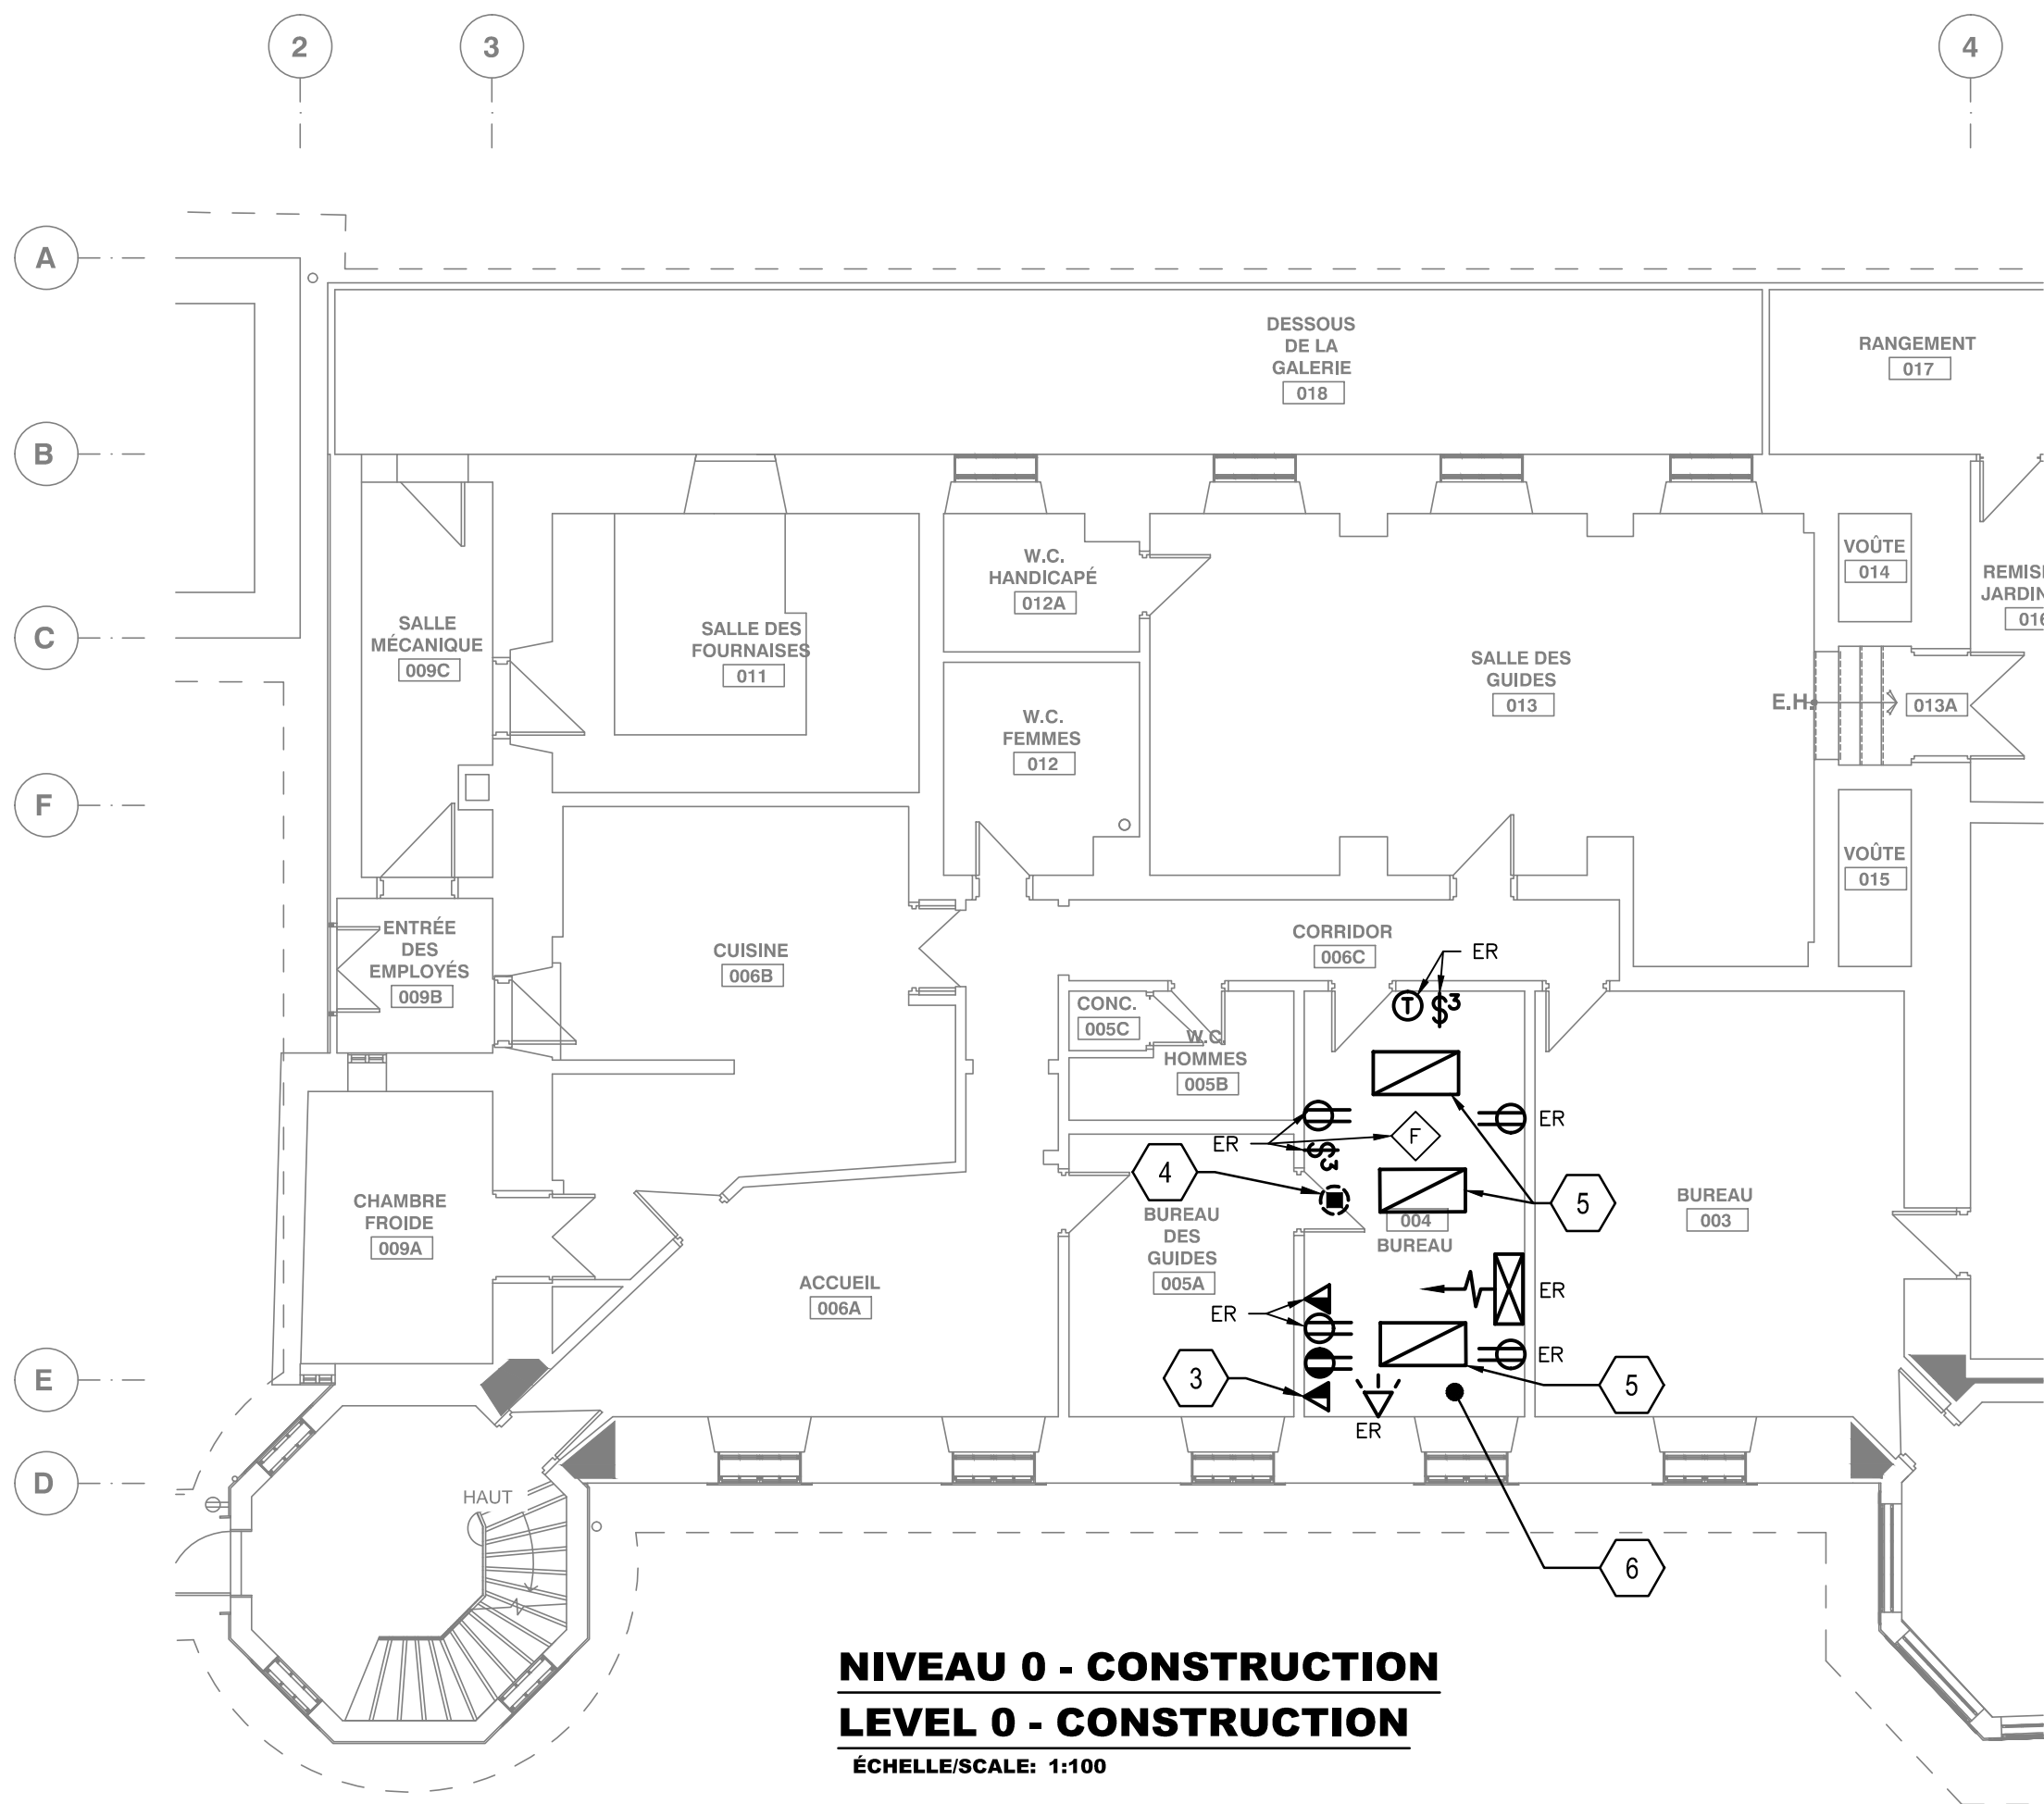 2
3
4
A
B
C
F
E
D
DESSOUS
DE LA
GALERIE
018
RANGEMENT
017
W.C.
HANDICAPÉ
012A
VOÛTE
014
SALLE
MÉCANIQUE
009C
SALLE DES
FOURNAISES
011
SALLE DES
GUIDES
013
E.H.
013A
W.C.
FEMMES
012
VOÛTE
015
ENTRÉE
DES
EMPLOYÉS
009B
CUISINE
006B
CORRIDOR
006C
ER
T
$3
CONC.
005C
W.C.
HOMMES
005B
ER
F
$3
ER
4
5
CHAMBRE
FROIDE
009A
BUREAU
DES
GUIDES
005A
004
BUREAU
BUREAU
003
ACCUEIL
006A
ER
ER
ER
3
5
ER
HAUT
6
NIVEAU 0 - CONSTRUCTION
LEVEL 0 - CONSTRUCTION
ÉCHELLE/SCALE: 1:100